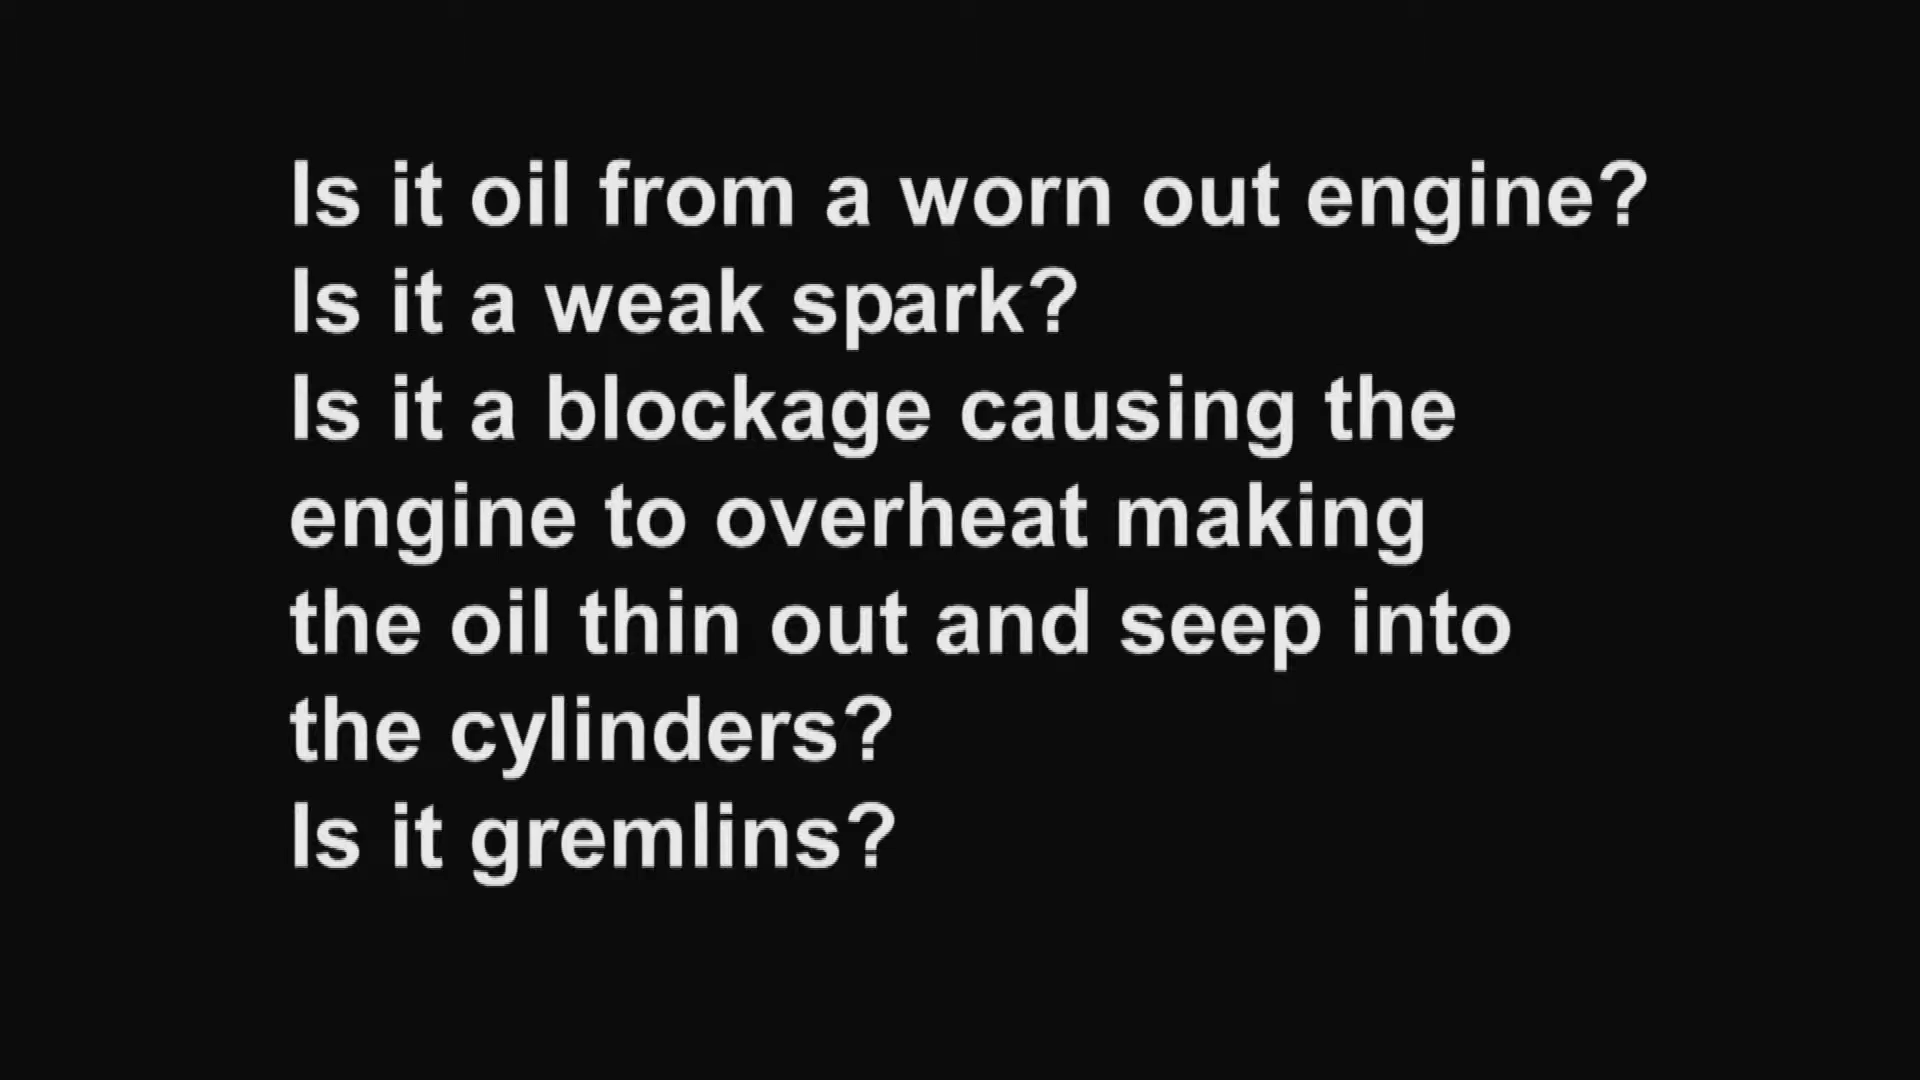 Is it oil from a worn out engine?
Is it a weak spark?
Is it a blockage causing the
engine to overheat making
the oil thin out and seep into
the cylinders?
Is it gremlins?